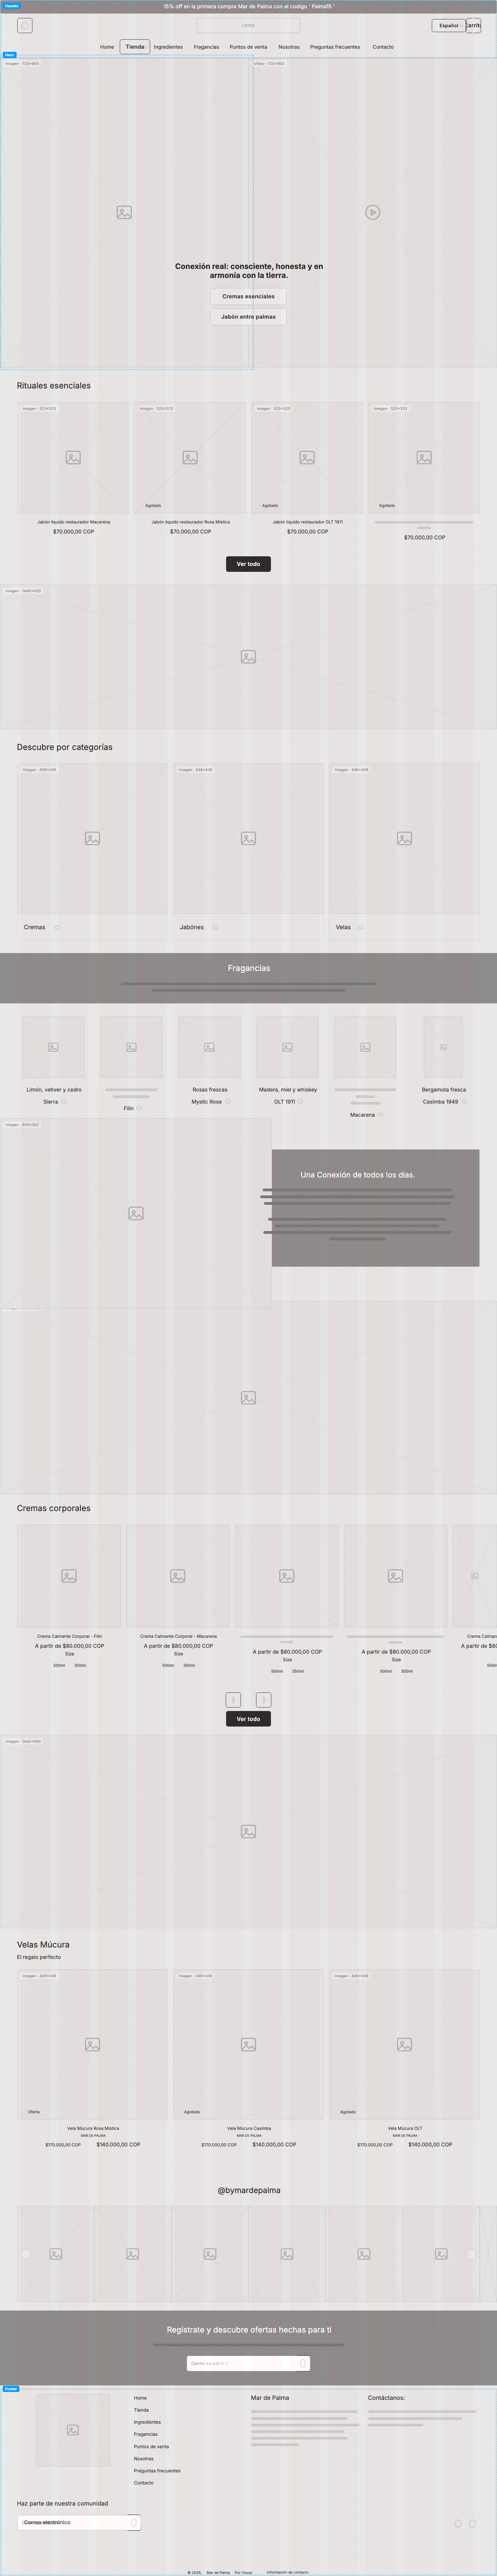 Header
15% off en la primera compra Mar de Palma con el codigo ' Palma15 '
LOGO
Español
Carrito
Home
Tienda
Ingredientes
Fragancias
Puntos de venta
Nosotras
Preguntas frecuentes
Contacto
Hero
Imagen · 720×900
Video · 720×900
Conexión real: consciente, honesta y en
armonía con la tierra.
Cremas esenciales
Jabón entre palmas
Rituales esenciales
Imagen · 323×323
Imagen · 323×323
Imagen · 323×323
Imagen · 323×323
Agotado
Agotado
Agotado
Jabón líquido restaurador Macarena
Jabón líquido restaurador Rosa Mística
Jabón líquido restaurador OLT 1911
$70.000,00 COP
$70.000,00 COP
$70.000,00 COP
$70.000,00 COP
Ver todo
Imagen · 1440×420
Descubre por categorías
Imagen · 436×436
Imagen · 436×436
Imagen · 436×436
Cremas
Jabónes
Velas
Fragancias
Limón, vetiver y cedro
Rosas frescas
Madera, miel y whiskey
Bergamota fresca
Sierra
Filin
Mystic Rose
OLT 1911
Macarena
Casimba 1949
Una Conexión de todos los dias.
Cremas corporales
Crema Calmante Corporal - Filin
Crema Calmante Corporal - Macarena
A partir de $80.000,00 COP
A partir de $80.000,00 COP
A partir de $80.000,00 COP
A partir de $80.000,00 COP
Size
Size
Size
Size
500ml
350ml
500ml
350ml
500ml
350ml
500ml
350ml
Ver todo
Imagen · 1440×560
Velas Múcura
El regalo perfecto
Imagen · 436×436
Imagen · 436×436
Imagen · 436×436
Oferta
Agotado
Agotado
Vela Múcura Rosa Mística
Vela Múcura Casimba
Vela Múcura OLT
MAR DE PALMA
MAR DE PALMA
MAR DE PALMA
$170.000,00 COP
$140.000,00 COP
$170.000,00 COP
$140.000,00 COP
$170.000,00 COP
$140.000,00 COP
@bymardepalma
Regístrate y descubre ofertas hechas para ti
Footer
Home
Tienda
Ingredientes
Fragancias
Puntos de venta
Nosotras
Preguntas frecuentes
Contacto
Mar de Palma
Contáctanos:
Haz parte de nuestra comunidad
Correo electrónico
© 2026,
Mar de Palma
Por Visual
Información de contacto